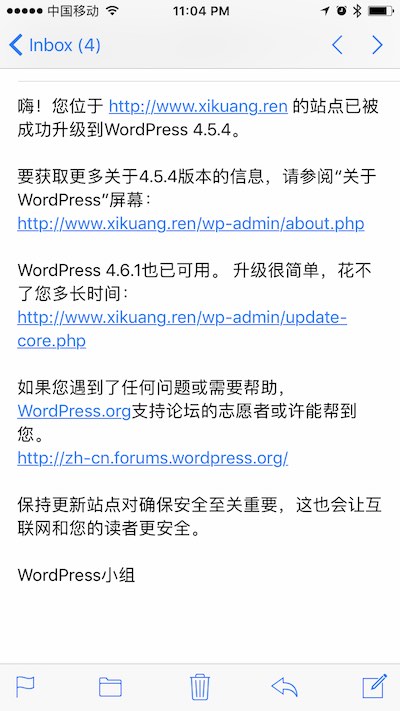 中国移动 11:04 PM
Inbox (4)
嗨！您位于 http://www.xikuang.ren 的站点已被
成功升级到WordPress 4.5.4。
要获取更多关于4.5.4版本的信息，请参阅“关于
WordPress”屏幕：
http://www.xikuang.ren/wp-admin/about.php
WordPress 4.6.1也已可用。 升级很简单，花不
了您多长时间：
http://www.xikuang.ren/wp-admin/update-
core.php
如果您遇到了任何问题或需要帮助，
WordPress.org支持论坛的志愿者或许能帮到
您。
http://zh-cn.forums.wordpress.org/
保持更新站点对确保安全至关重要，这也会让互
联网和您的读者更安全。
WordPress小组